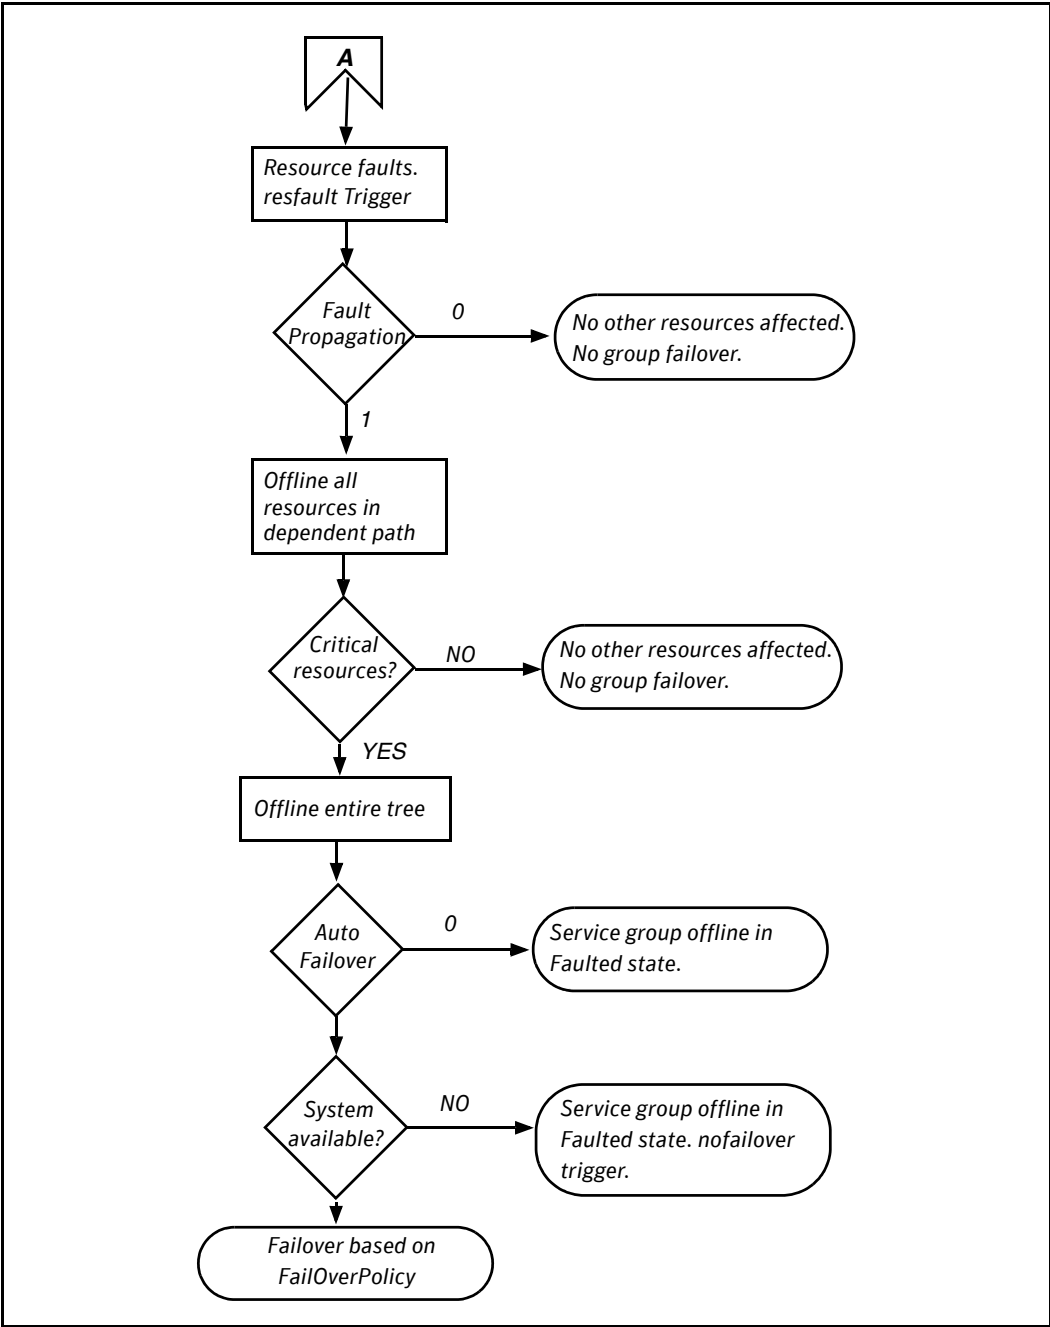 A
Resource faults.
resfault Trigger
Fault
Propagation
0
No other resources affected.
No group failover.
1
Offline all
resources in
dependent path
Critical
resources?
NO
No other resources affected.
No group failover.
YES
Offline entire tree
Auto
Failover
0
Service group offline in
Faulted state.
System
available?
NO
Service group offline in
Faulted state. nofailover
trigger.
Failover based on
FailOverPolicy